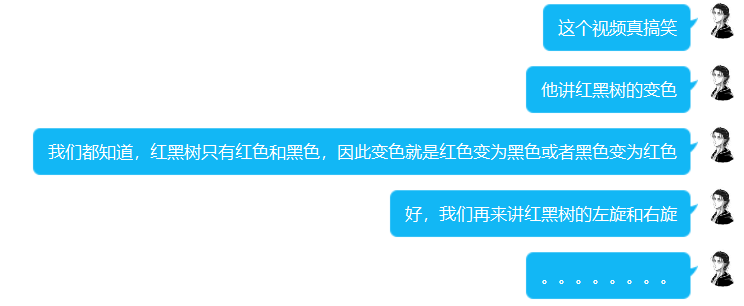 这个视频真搞笑
他讲红黑树的变色
我们都知道，红黑树只有红色和黑色，因此变色就是红色变为黑色或者黑色变为红色
好，我们再来讲红黑树的左旋和右旋
。。。。。。。。